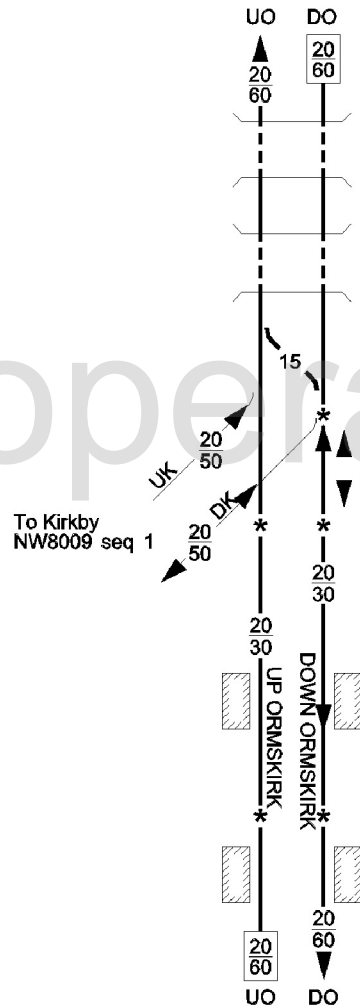 UO DO
20
60
20
60
15
20
50
UK
DK
20
50
To Kirkby
NW8009 seq 1
20
30
20
30
UP ORMSKIRK
DOWN ORMSKIRK
*
*
*
*
*
20
60
20
60
UO DO
opera